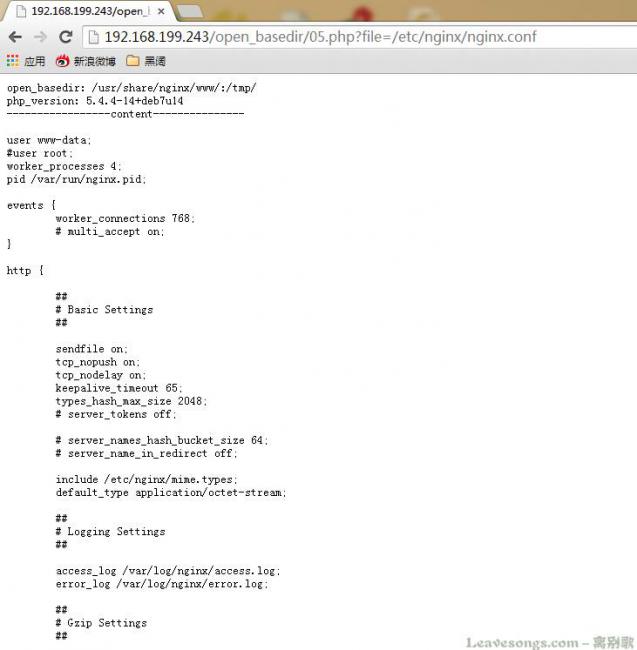 192.168.199.243/open_
192.168.199.243/open_basedir/05.php?file=/etc/nginx/nginx.conf
应用 新浪微博 黑阔
open_basedir: /usr/share/nginx/www/:/tmp/
php_version: 5.4.4-14+deb7u14
-----------------content---------------
user www-data;
#user root;
worker_processes 4;
pid /var/run/nginx.pid;
events {
worker_connections 768;
# multi_accept on;
}
http {
##
# Basic Settings
##
sendfile on;
tcp_nopush on;
tcp_nodelay on;
keepalive_timeout 65;
types_hash_max_size 2048;
# server_tokens off;
# server_names_hash_bucket_size 64;
# server_name_in_redirect off;
include /etc/nginx/mime.types;
default_type application/octet-stream;
##
# Logging Settings
##
access_log /var/log/nginx/access.log;
error_log /var/log/nginx/error.log;
##
# Gzip Settings
##
Leavesongs.com - 离别歌